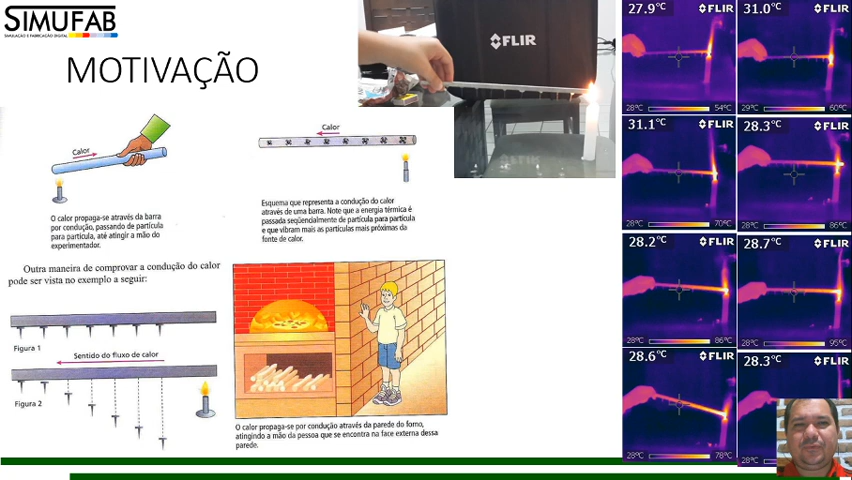 SIMUFAB
SIMULAÇÃO E FABRICAÇÃO DIGITAL
MOTIVAÇÃO
FLIR
Calor
O calor propaga-se através da barra
por condução, passando de partícula
para partícula, até atingir a mão do
experimentador.
Calor
Esquema que representa a condução do calor
através de uma barra. Note que a energia térmica é
passada seqüencialmente de partícula para partícula
e que vibram mais as partículas mais próximas da
fonte de calor.
Outra maneira de comprovar a condução do calor
pode ser vista no exemplo a seguir:
Figura 1
Sentido do fluxo de calor
Figura 2
O calor propaga-se por condução através da parede do forno,
atingindo a mão da pessoa que se encontra na face externa dessa
parede.
27.9°C
FLIR
28°C 54°C
31.0°C
FLIR
29°C 60°C
31.1°C
FLIR
28°C 70°C
28.3°C
FLIR
28°C 86°C
28.2°C
FLIR
28°C 86°C
28.7°C
FLIR
28°C 95°C
28.6°C
FLIR
28°C 78°C
28.3°C
FLIR
28°C